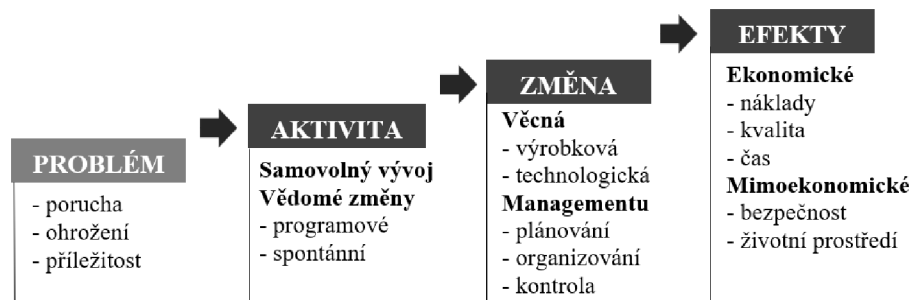 PROBLÉM
- porucha
- ohrožení
- příležitost
AKTIVITA
Samovolný vývoj
Vědomé změny
- programové
- spontánní
ZMĚNA
Věcná
- výrobková
- technologická
Managementu
- plánování
- organizování
- kontrola
EFEKTY
Ekonomické
- náklady
- kvalita
- čas
Mimoekonomické
- bezpečnost
- životní prostředí